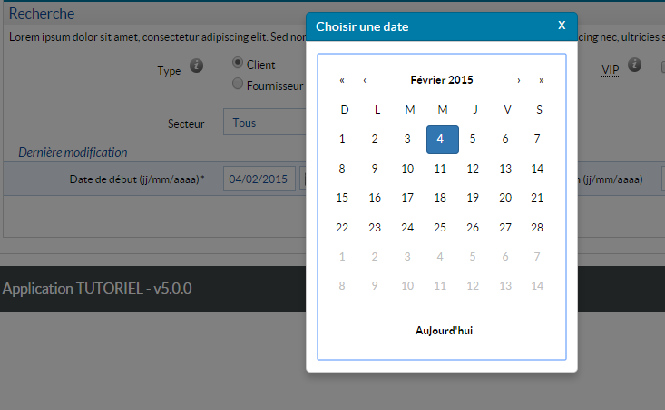 Recherche
Choisir une date X
Lorem ipsum dolor sit amet, consectetur adipiscing elit. Sed non
cing nec, ultricies s
Type Client VIP
Fournisseur
Secteur Tous
Dernière modification
Date de début (jj/mm/aaaa)* 04/02/2015
(jj/mm/aaaa)
« ‹ Février 2015 › »
D L M M J V S
1 2 3 4 5 6 7
8 9 10 11 12 13 14
15 16 17 18 19 20 21
22 23 24 25 26 27 28
1 2 3 4 5 6 7
8 9 10 11 12 13 14
Aujourd'hui
Application TUTORIEL - v5.0.0